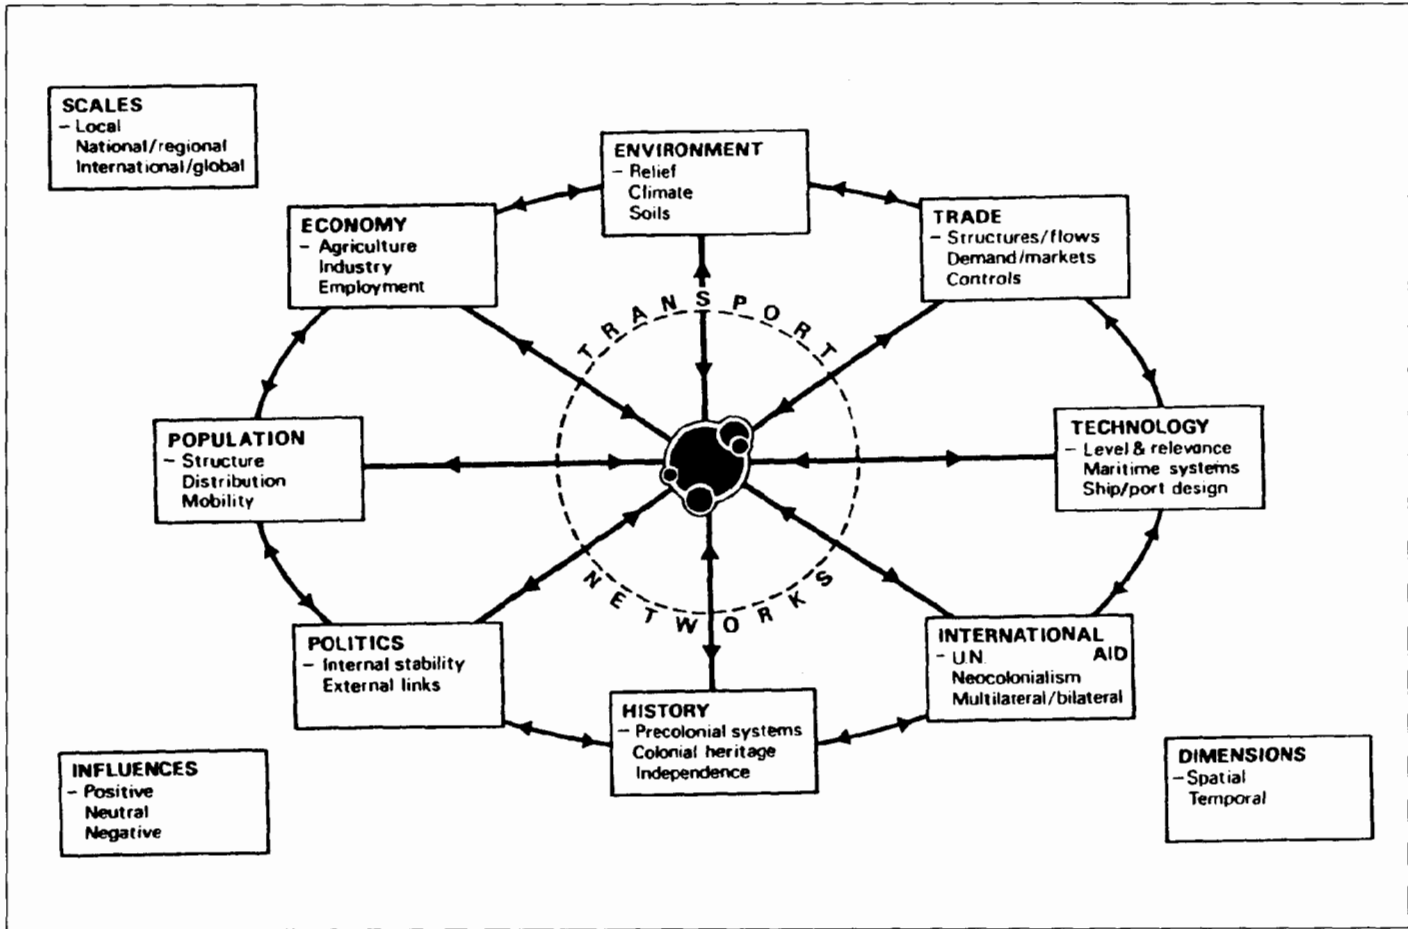 SCALES
– Local
National/regional
International/global
ENVIRONMENT
– Relief
Climate
Soils
ECONOMY
– Agriculture
Industry
Employment
TRADE
– Structures/flows
Demand/markets
Controls
TRANSPORT
POPULATION
– Structure
Distribution
Mobility
TECHNOLOGY
– Level & relevance
Maritime systems
Ship/port design
NETWORKS
POLITICS
– Internal stability
External links
INTERNATIONAL
AID
– U.N.
Neocolonialism
Multilateral/bilateral
HISTORY
– Precolonial systems
Colonial heritage
Independence
INFLUENCES
– Positive
Neutral
Negative
DIMENSIONS
– Spatial
Temporal